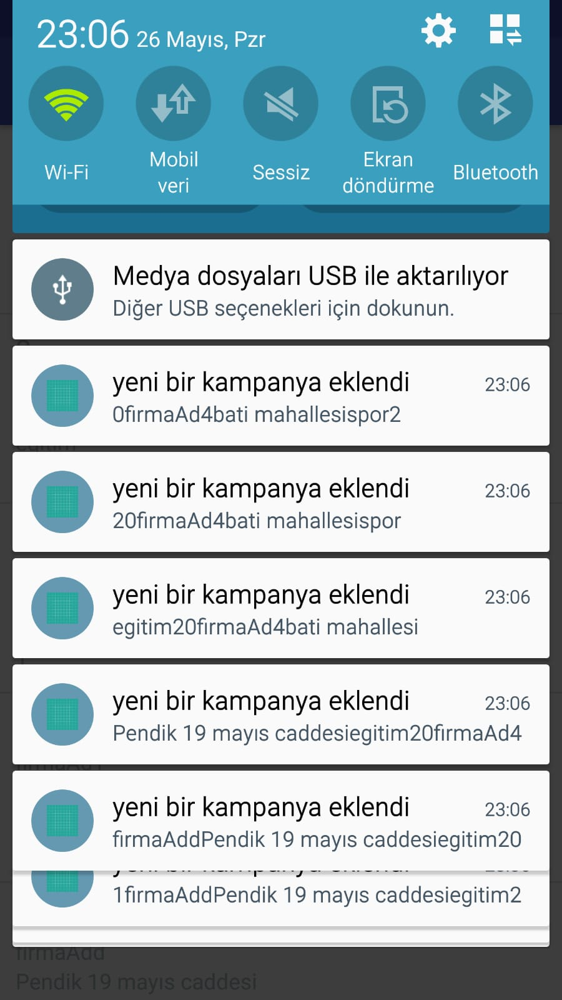 23:06 26 Mayıs, Pzr
Wi-Fi
Mobil
veri
Sessiz
Ekran
döndürme
Bluetooth
Medya dosyaları USB ile aktarılıyor
Diğer USB seçenekleri için dokunun.
yeni bir kampanya eklendi 23:06
0firmaAd4bati mahallesispor2
yeni bir kampanya eklendi 23:06
20firmaAd4bati mahallesispor
yeni bir kampanya eklendi 23:06
egitim20firmaAd4bati mahallesi
yeni bir kampanya eklendi 23:06
Pendik 19 mayıs caddesiegitim20firmaAd4
yeni bir kampanya eklendi 23:06
firmaAddPendik 19 mayıs caddesiegitim20
yeni bir kampanya eklendi
1firmaAddPendik 19 mayıs caddesiegitim2
firmaAdd
Pendik 19 mayıs caddesi